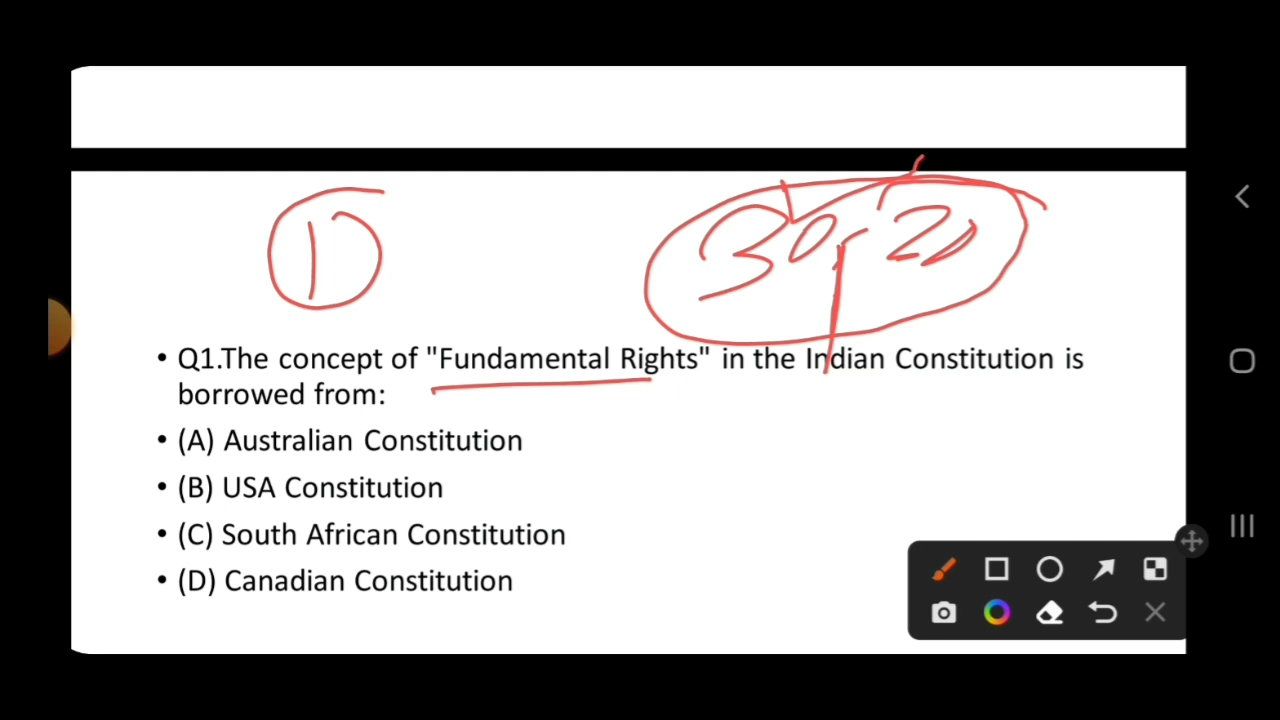 1
• Q1.The concept of "Fundamental Rights" in the Indian Constitution is
borrowed from:
• (A) Australian Constitution
• (B) USA Constitution
• (C) South African Constitution
• (D) Canadian Constitution